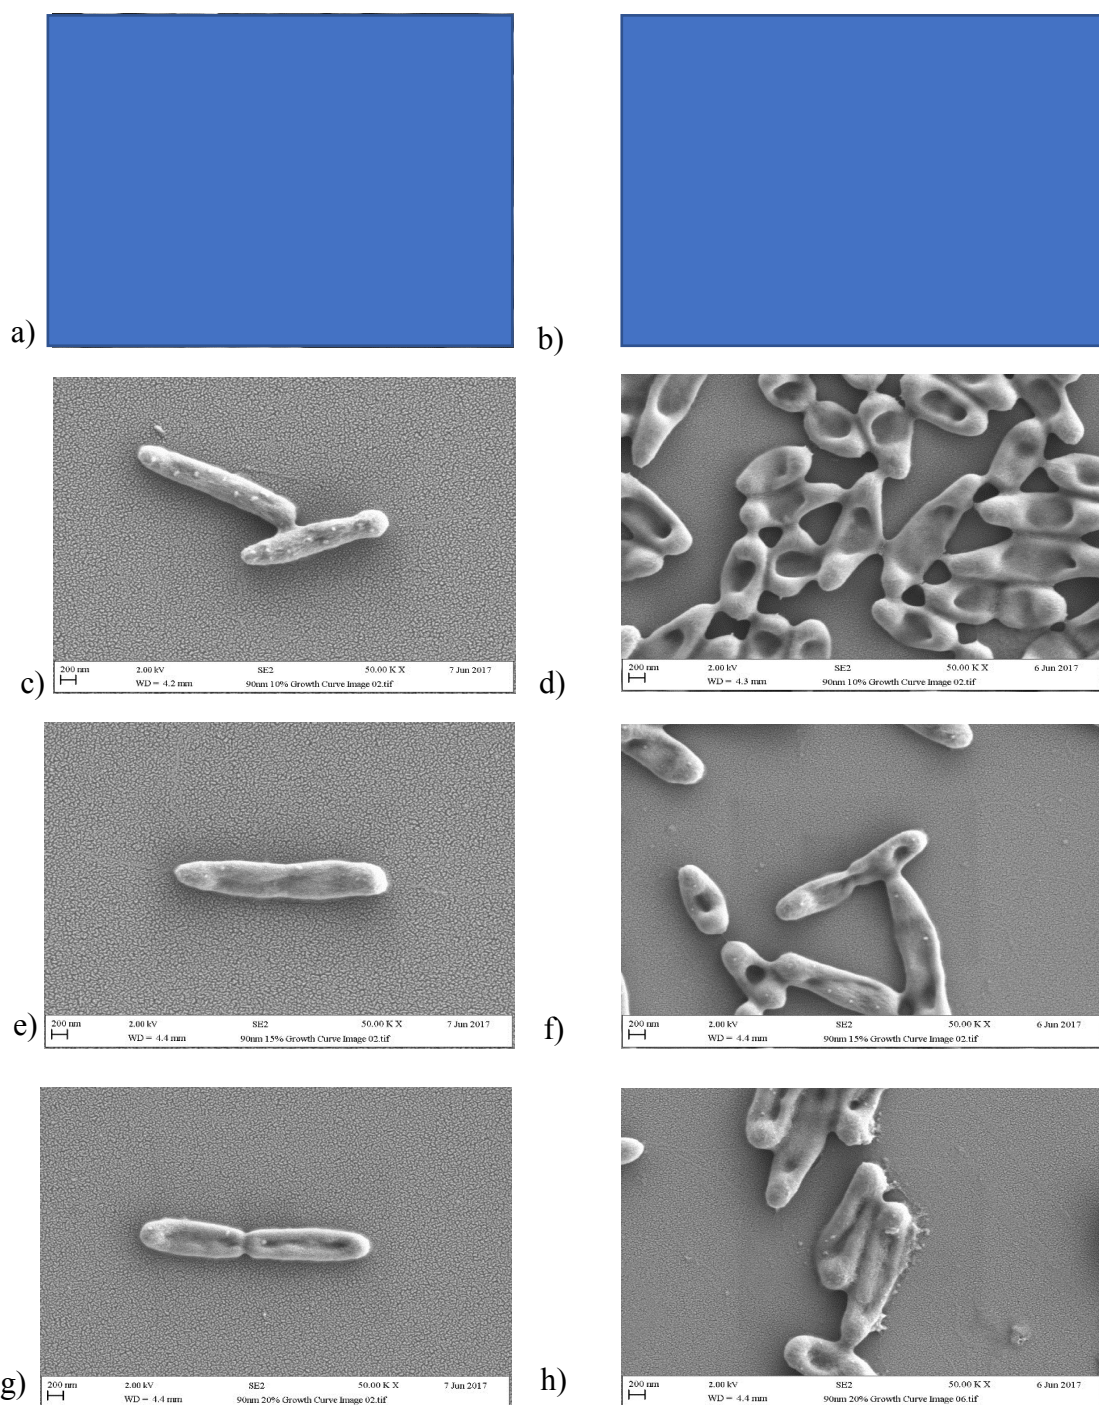 a)
b)
c)
200 nm 2.00 kV SE2 50.00 K X 7 Jun 2017
WD = 4.2 mm 90nm 10% Growth Curve Image 02.tif
d)
200 nm 2.00 kV SE2 50.00 K X 6 Jun 2017
WD = 4.3 mm 90nm 10% Growth Curve Image 02.tif
e)
200 nm 2.00 kV SE2 50.00 K X 7 Jun 2017
WD = 4.4 mm 90nm 15% Growth Curve Image 02.tif
f)
200 nm 2.00 kV SE2 50.00 K X 6 Jun 2017
WD = 4.4 mm 90nm 15% Growth Curve Image 02.tif
g)
200 nm 2.00 kV SE2 50.00 K X 7 Jun 2017
WD = 4.4 mm 90nm 20% Growth Curve Image 02.tif
h)
200 nm 2.00 kV SE2 50.00 K X 6 Jun 2017
WD = 4.4 mm 90nm 20% Growth Curve Image 06.tif